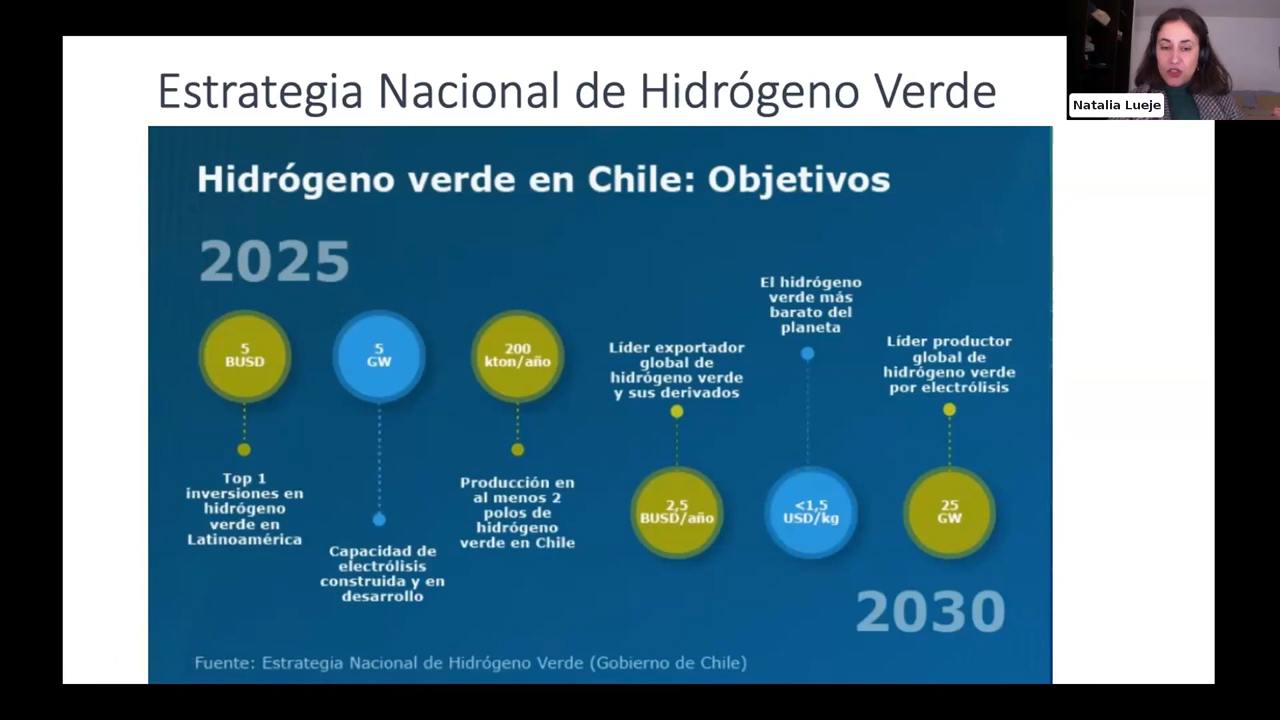 Estrategia Nacional de Hidrógeno Verde
Natalia Lueje
Hidrógeno verde en Chile: Objetivos
2025
5
BUSD
Top 1
inversiones en
hidrógeno
verde en
Latinoamérica
5
GW
Capacidad de
electrólisis
construida y en
desarrollo
200
kton/año
Producción en
al menos 2
polos de
hidrógeno
verde en Chile
Líder exportador
global de
hidrógeno verde
y sus derivados
2,5
BUSD/año
El hidrógeno
verde más
barato del
planeta
<1,5
USD/kg
Líder productor
global de
hidrógeno verde
por electrólisis
25
GW
2030
Fuente: Estrategia Nacional de Hidrógeno Verde (Gobierno de Chile)